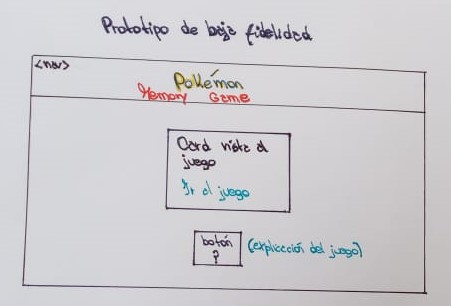 Prototipo de baja fidelidad
<nav>
Pokémon
Memory Game
Card vista al
juego
Ir al juego
botón
?
(explicación del juego)